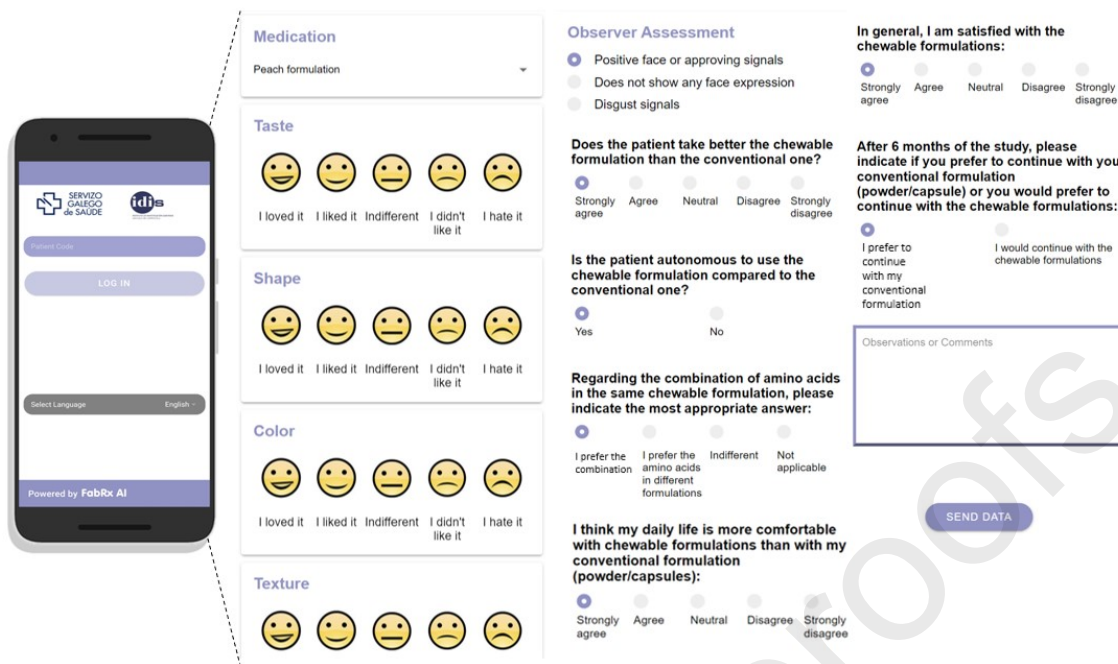 SERVIZO
GALEGO
de SAÚDE
idis
Patient Code
LOG IN
Select Language English
Powered by FabRx AI
Medication
Peach formulation
Taste
I loved it I liked it Indifferent I didn't like it I hate it
Shape
I loved it I liked it Indifferent I didn't like it I hate it
Color
I loved it I liked it Indifferent I didn't like it I hate it
Texture
Observer Assessment
Positive face or approving signals
Does not show any face expression
Disgust signals
Does the patient take better the chewable
formulation than the conventional one?
Strongly agree Agree Neutral Disagree Strongly disagree
Is the patient autonomous to use the
chewable formulation compared to the
conventional one?
Yes No
Regarding the combination of amino acids
in the same chewable formulation, please
indicate the most appropriate answer:
I prefer the combination I prefer the amino acids in different formulations Indifferent Not applicable
I think my daily life is more comfortable
with chewable formulations than with my
conventional formulation
(powder/capsules):
Strongly agree Agree Neutral Disagree Strongly disagree
In general, I am satisfied with the
chewable formulations:
Strongly agree Agree Neutral Disagree Strongly disagree
After 6 months of the study, please
indicate if you prefer to continue with you
conventional formulation
(powder/capsule) or you would prefer to
continue with the chewable formulations:
I prefer to continue with my conventional formulation I would continue with the chewable formulations
Observations or Comments
SEND DATA
roofs